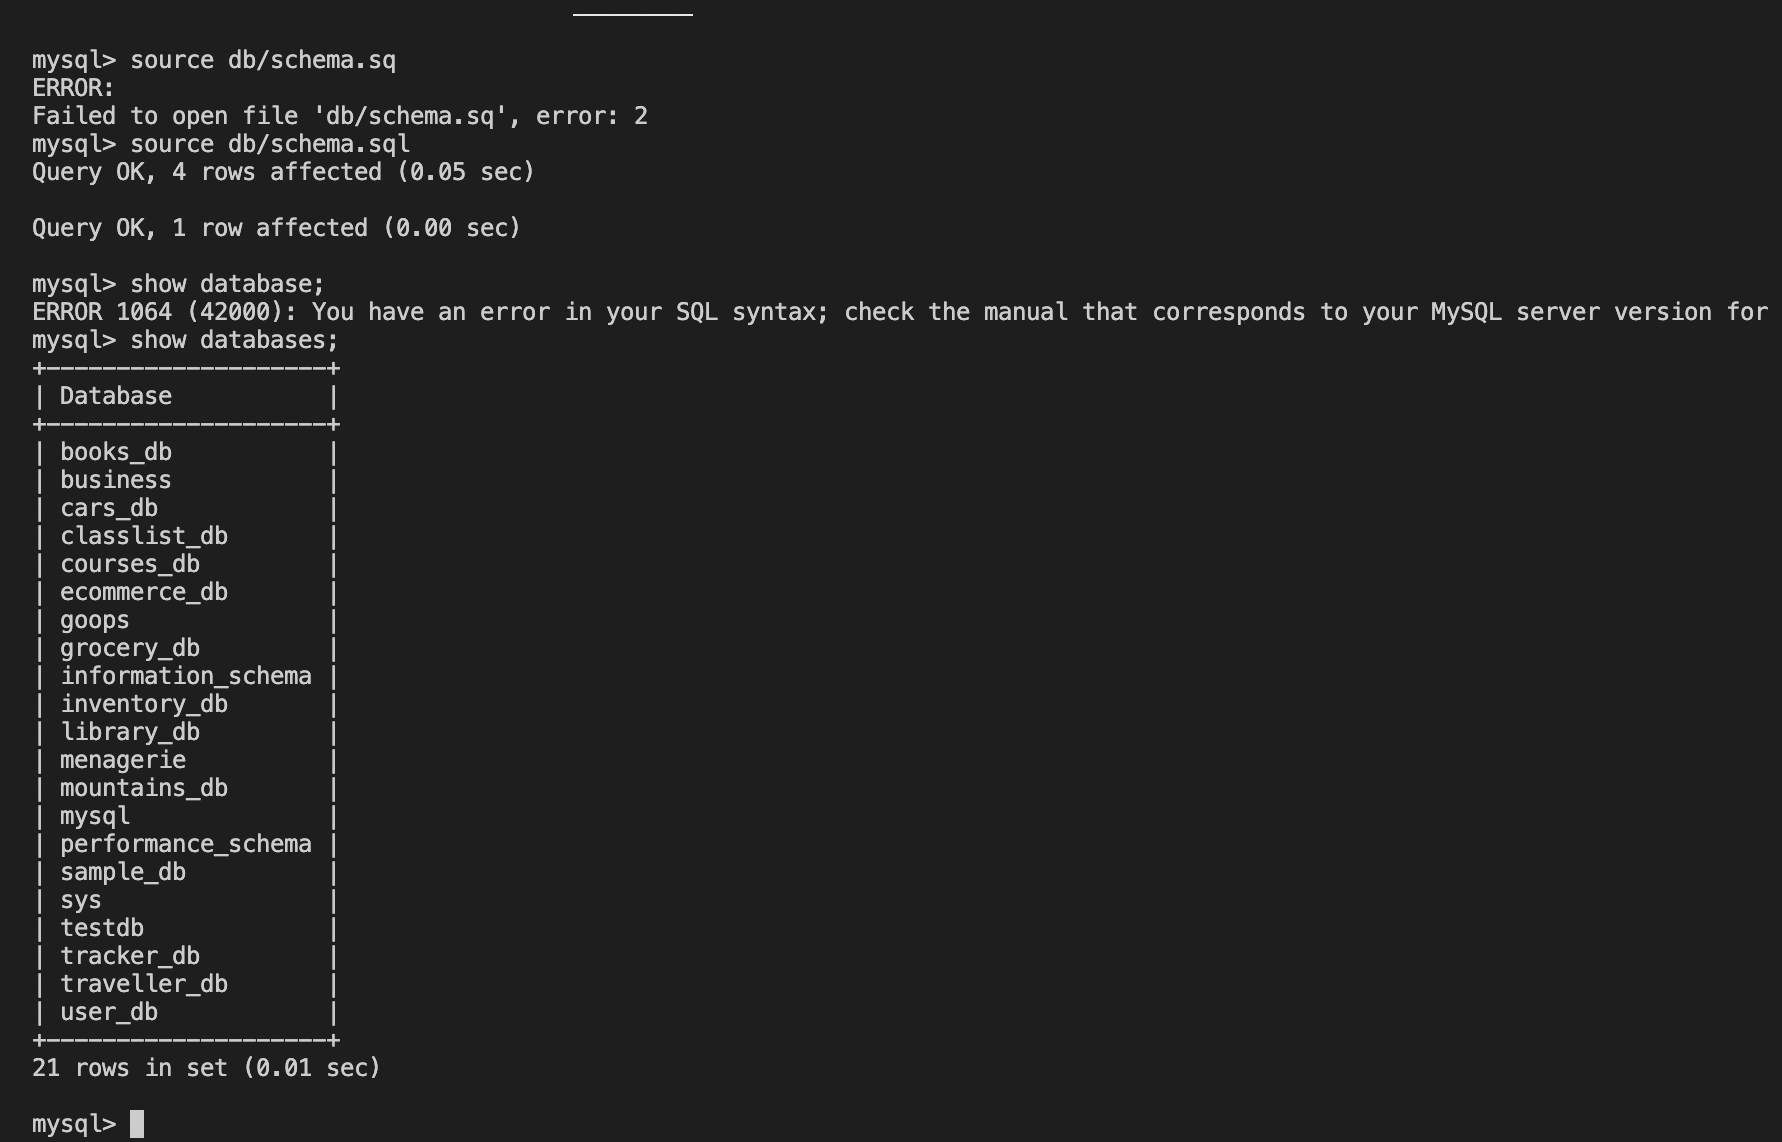 mysql> source db/schema.sq
ERROR:
Failed to open file 'db/schema.sq', error: 2
mysql> source db/schema.sql
Query OK, 4 rows affected (0.05 sec)
Query OK, 1 row affected (0.00 sec)
mysql> show database;
ERROR 1064 (42000): You have an error in your SQL syntax; check the manual that corresponds to your MySQL server version for
mysql> show databases;
+--------------------+
| Database           |
+--------------------+
| books_db           |
| business           |
| cars_db            |
| classlist_db       |
| courses_db         |
| ecommerce_db       |
| goops              |
| grocery_db         |
| information_schema |
| inventory_db       |
| library_db         |
| menagerie          |
| mountains_db       |
| mysql              |
| performance_schema |
| sample_db          |
| sys                |
| testdb             |
| tracker_db         |
| traveller_db       |
| user_db            |
+--------------------+
21 rows in set (0.01 sec)
mysql>